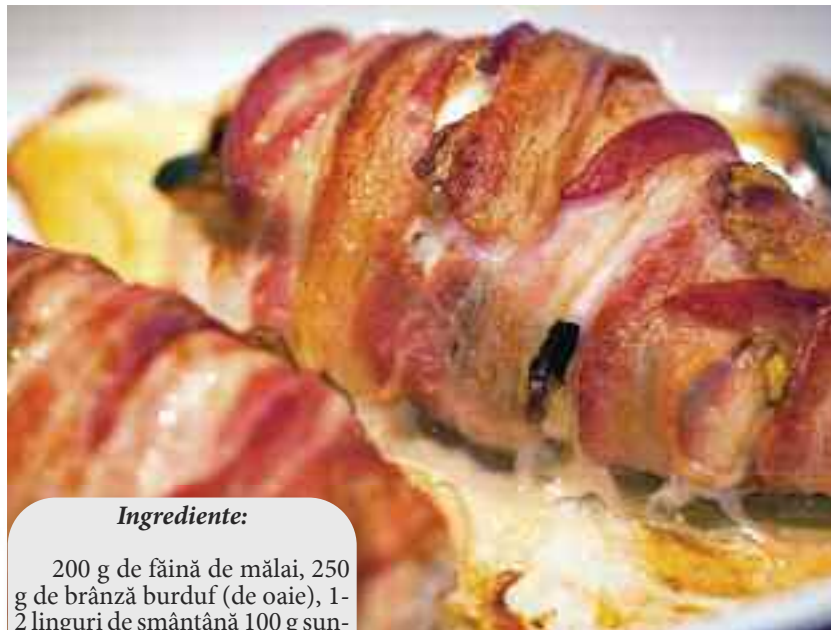 Ingrediente:
200 g de făină de mălai, 250
g de brânză burduf (de oaie), 1-
2 linguri de smântână 100 g sun-